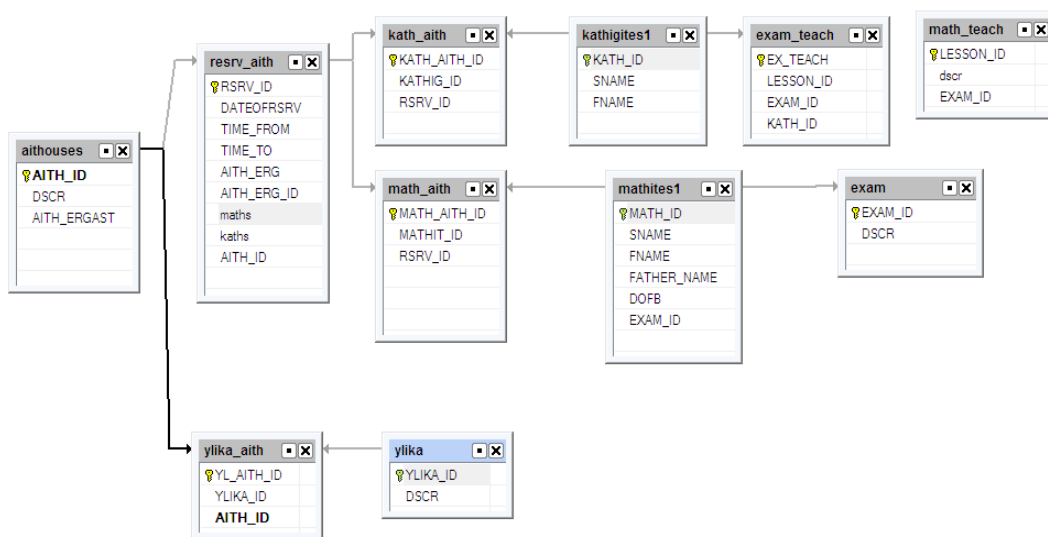 aithouses
AITH_ID
DSCR
AITH_ERGAST
resrv_aith
RSRV_ID
DATEOFRSRV
TIME_FROM
TIME_TO
AITH_ERG
AITH_ERG_ID
maths
kaths
AITH_ID
kath_aith
KATH_AITH_ID
KATHIG_ID
RSRV_ID
kathigites1
KATH_ID
SNAME
FNAME
exam_teach
EX_TEACH
LESSON_ID
EXAM_ID
KATH_ID
math_teach
LESSON_ID
dscr
EXAM_ID
math_aith
MATH_AITH_ID
MATHIT_ID
RSRV_ID
mathites1
MATH_ID
SNAME
FNAME
FATHER_NAME
DOFB
EXAM_ID
exam
EXAM_ID
DSCR
ylika_aith
YL_AITH_ID
YLIKA_ID
AITH_ID
ylika
YLIKA_ID
DSCR